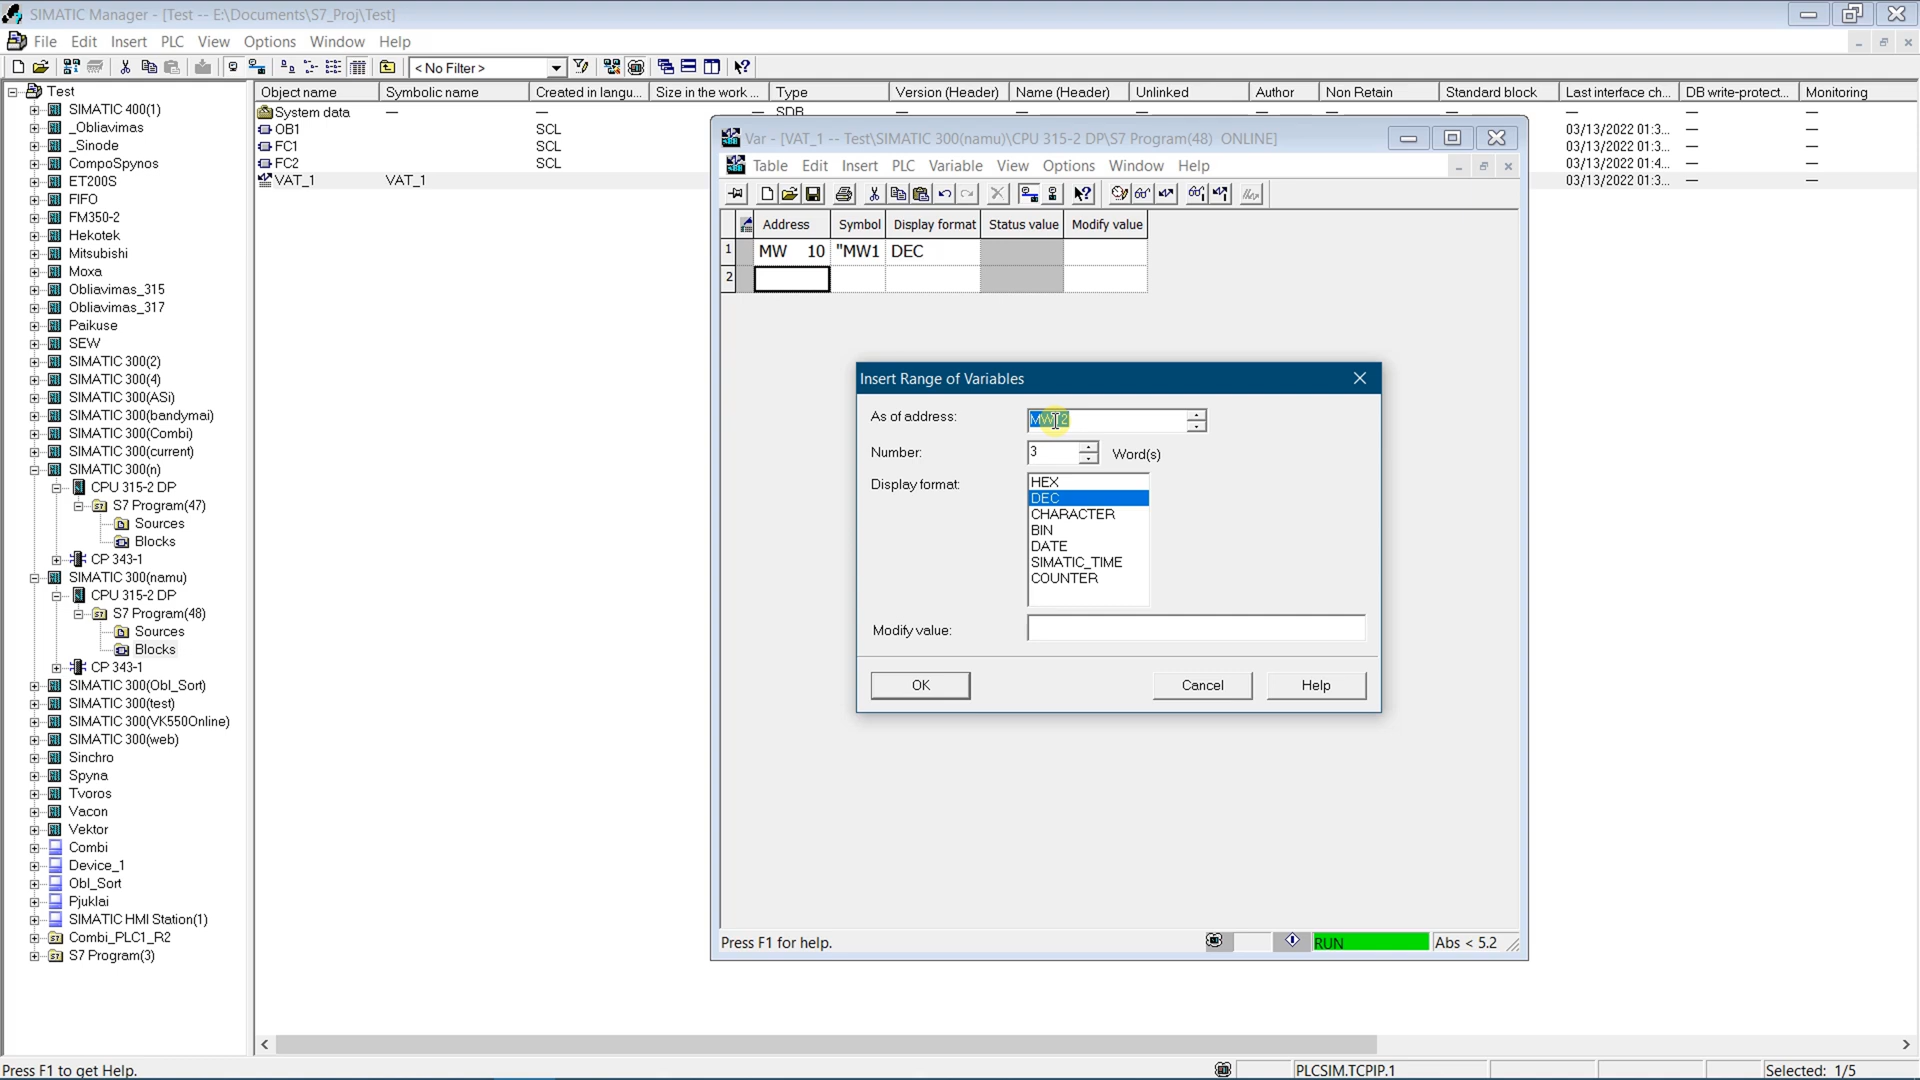 SIMATIC Manager - [Test -- E:\Documents\S7_Proj\Test]
File Edit Insert PLC View Options Window Help
< No Filter >
Test
SIMATIC 400(1)
_Obliavimas
_Sinode
CompoSpynos
ET200S
FIFO
FM350-2
Hekotek
Mitsubishi
Moxa
Obliavimas_315
Obliavimas_317
Paikuse
SEW
SIMATIC 300(2)
SIMATIC 300(4)
SIMATIC 300(ASi)
SIMATIC 300(bandymai)
SIMATIC 300(Combi)
SIMATIC 300(current)
SIMATIC 300(n)
CPU 315-2 DP
S7 Program(47)
Sources
Blocks
CP 343-1
SIMATIC 300(namu)
CPU 315-2 DP
S7 Program(48)
Sources
Blocks
CP 343-1
SIMATIC 300(Obl_Sort)
SIMATIC 300(test)
SIMATIC 300(VK550Online)
SIMATIC 300(web)
Sinchro
Spyna
Tvoros
Vacon
Vektor
Combi
Device_1
Obl_Sort
Pjuklai
SIMATIC HMI Station(1)
Combi_PLC1_R2
S7 Program(3)
Object name Symbolic name Created in langu... Size in the work ... Type Version (Header) Name (Header) Unlinked Author Non Retain Standard block Last interface ch... DB write-protect... Monitoring
System data — — — SDB — — — — — — — — —
OB1 SCL 03/13/2022 01:3... — —
FC1 SCL 03/13/2022 01:3... — —
FC2 SCL 03/13/2022 01:4... — —
VAT_1 VAT_1 03/13/2022 01:3... — —
Var - [VAT_1 -- Test\SIMATIC 300(namu)\CPU 315-2 DP\S7 Program(48) ONLINE]
Table Edit Insert PLC Variable View Options Window Help
Address Symbol Display format Status value Modify value
1 MW 10 "MW1 DEC
2
Insert Range of Variables
As of address: MW12
Number: 3 Word(s)
Display format:
HEX
DEC
CHARACTER
BIN
DATE
SIMATIC_TIME
COUNTER
Modify value:
OK Cancel Help
Press F1 for help. RUN Abs < 5.2
Press F1 to get Help. PLCSIM.TCPIP.1 Selected: 1/5